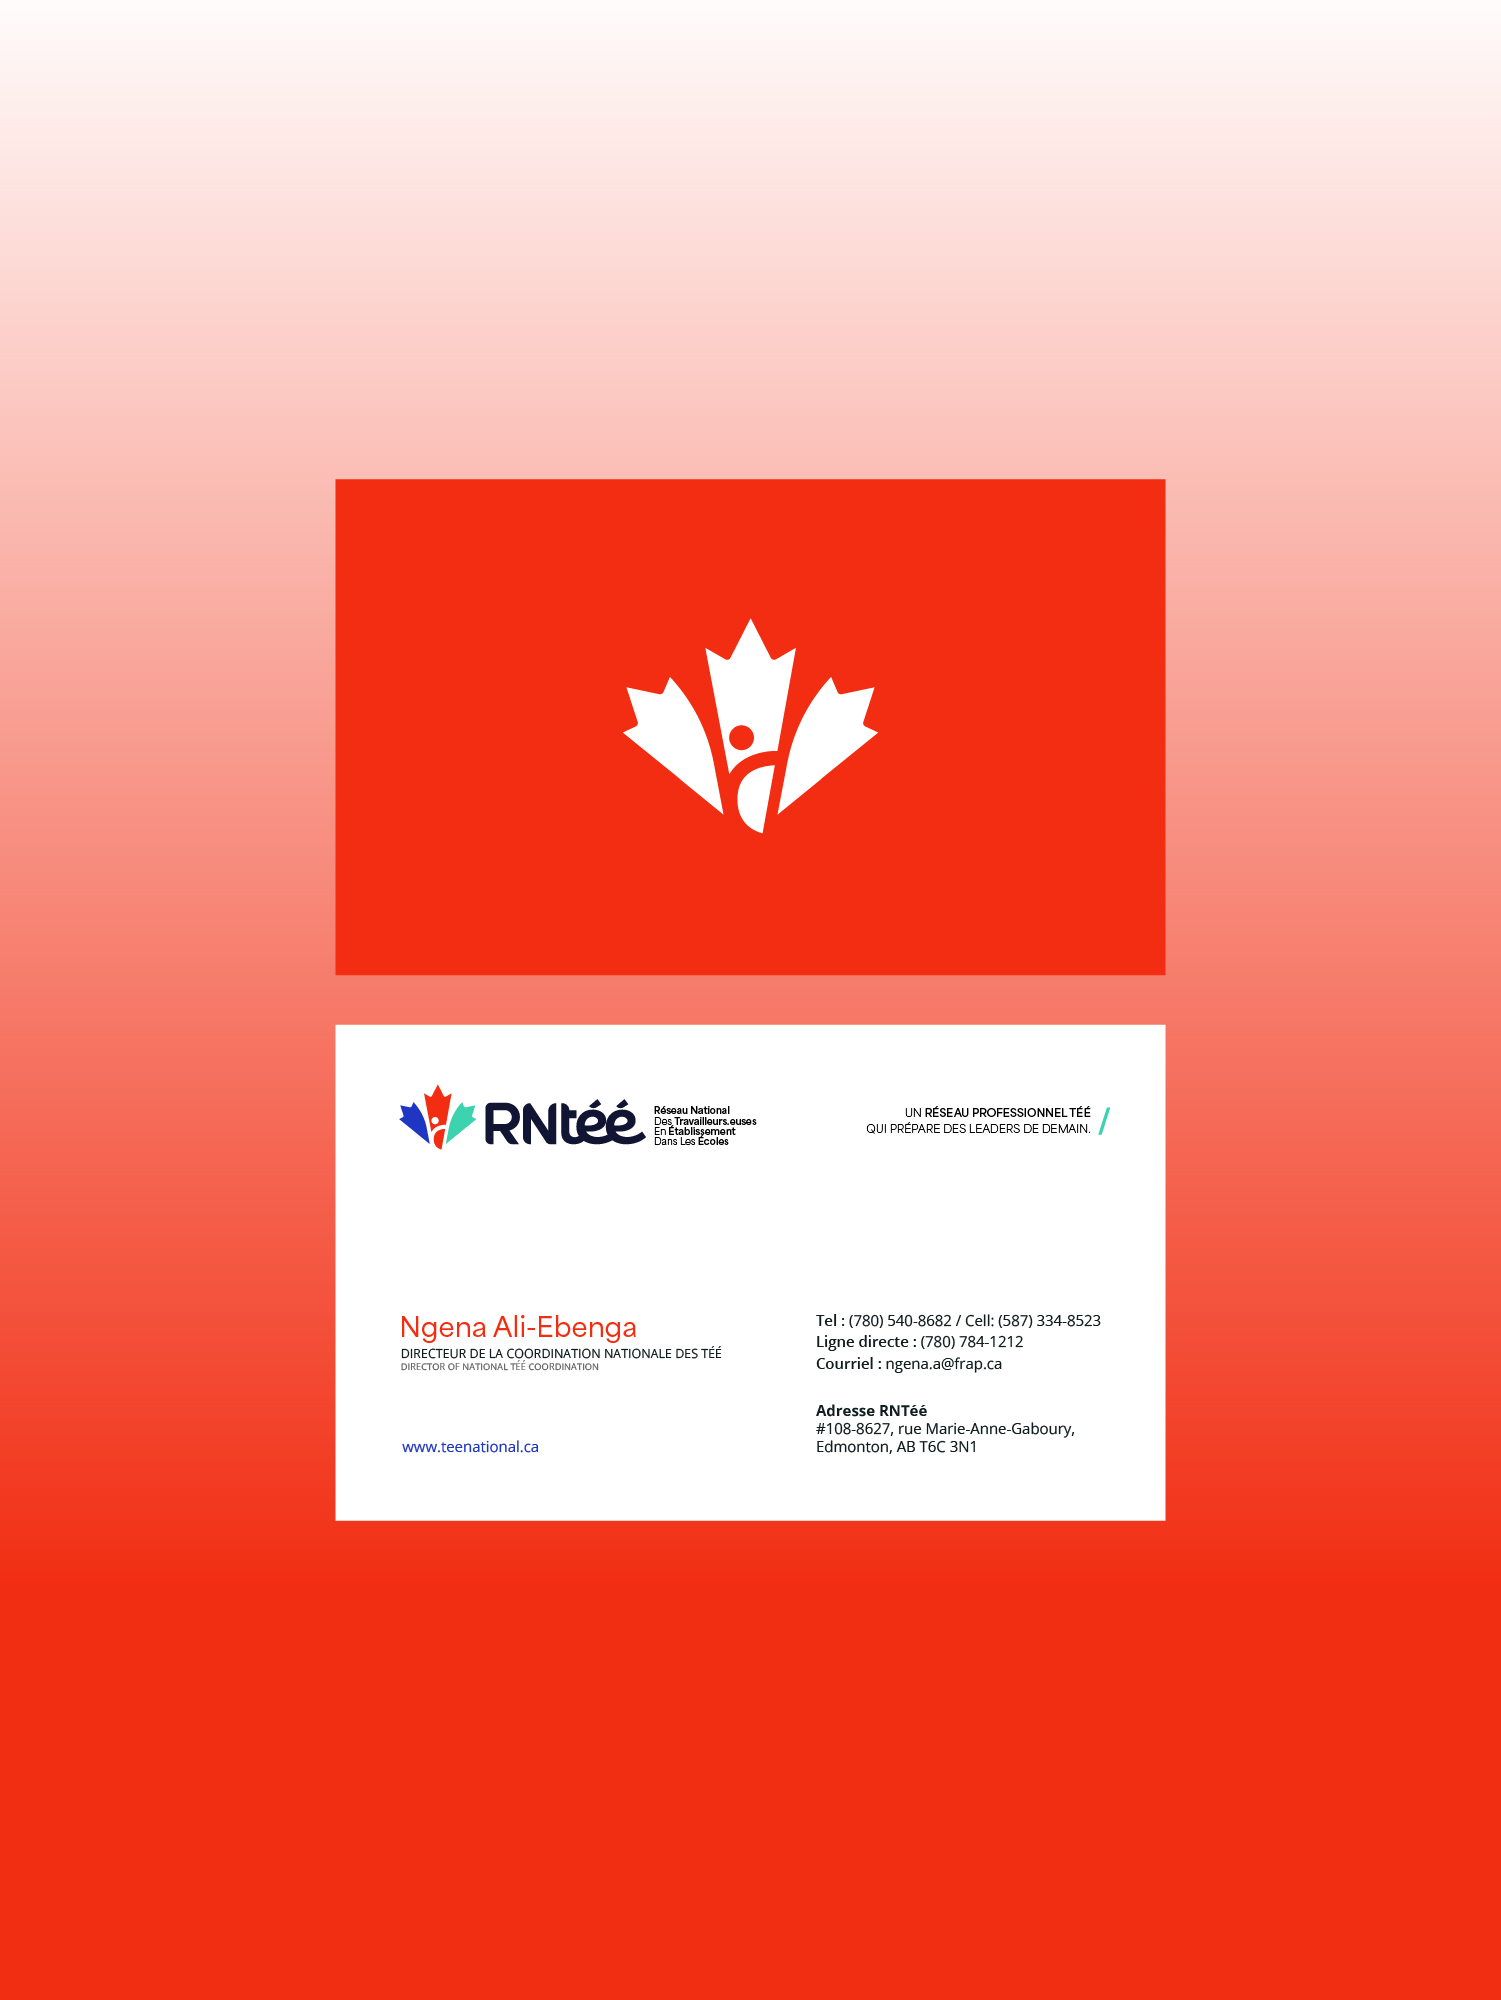 RNtéé
Réseau National
Des Travailleurs.euses
En Établissement
Dans Les Écoles
UN RÉSEAU PROFESSIONNEL TÉÉ
QUI PRÉPARE DES LEADERS DE DEMAIN.
Ngena Ali-Ebenga
DIRECTEUR DE LA COORDINATION NATIONALE DES TÉÉ
DIRECTOR OF NATIONAL TÉÉ COORDINATION
www.teenational.ca
Tel : (780) 540-8682 / Cell: (587) 334-8523
Ligne directe : (780) 784-1212
Courriel : ngena.a@frap.ca
Adresse RNTéé
#108-8627, rue Marie-Anne-Gaboury,
Edmonton, AB T6C 3N1